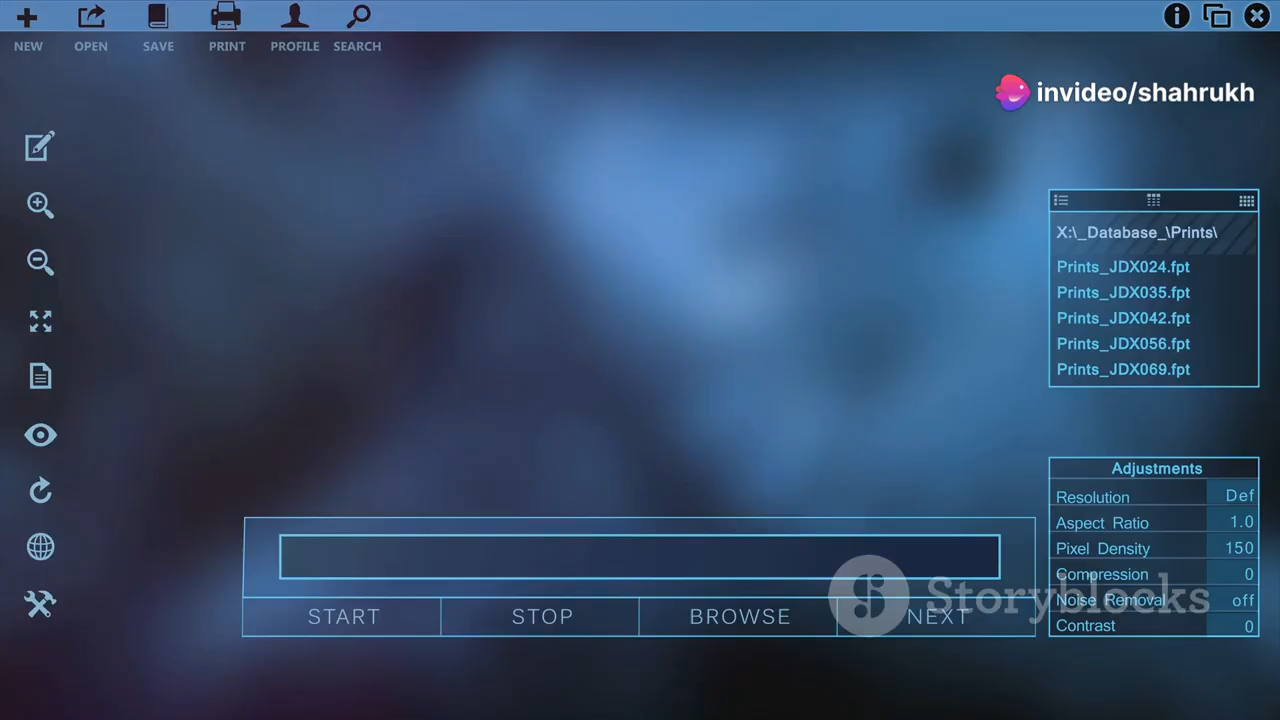 NEW OPEN SAVE PRINT PROFILE SEARCH
invideo/shahrukh
X:\_Database_\Prints\
Prints_JDX024.fpt
Prints_JDX035.fpt
Prints_JDX042.fpt
Prints_JDX056.fpt
Prints_JDX069.fpt
Adjustments
Resolution Def
Aspect Ratio 1.0
Pixel Density 150
Compression 0
Noise Removal off
Contrast 0
START STOP BROWSE NEXT
Storyblocks